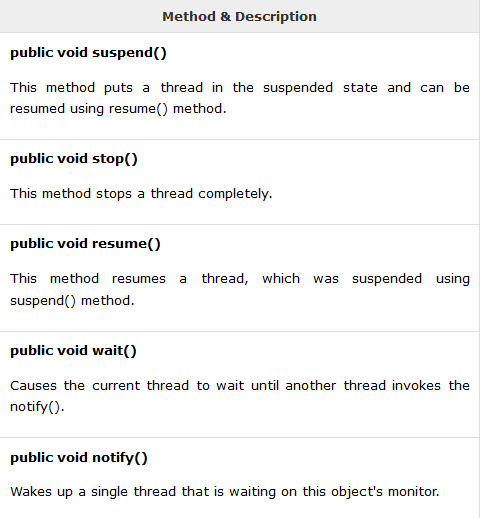 Method & Description
public void suspend()
This method puts a thread in the suspended state and can be
resumed using resume() method.
public void stop()
This method stops a thread completely.
public void resume()
This method resumes a thread, which was suspended using
suspend() method.
public void wait()
Causes the current thread to wait until another thread invokes the
notify().
public void notify()
Wakes up a single thread that is waiting on this object's monitor.